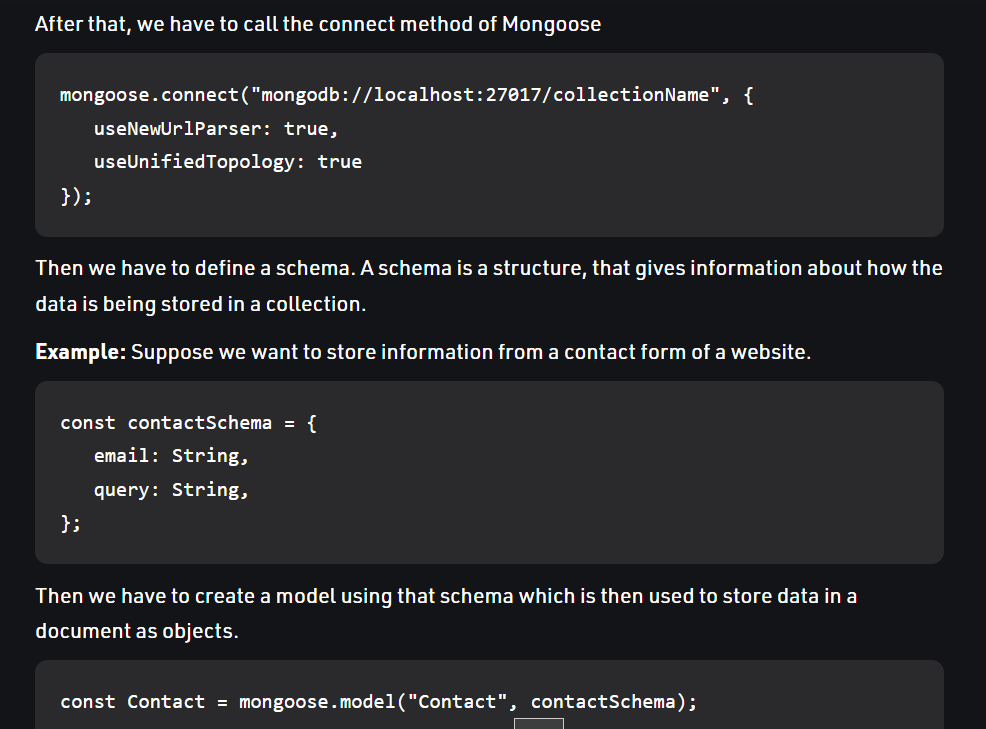 After that, we have to call the connect method of Mongoose
mongoose.connect("mongodb://localhost:27017/collectionName", {
   useNewUrlParser: true,
   useUnifiedTopology: true
});
Then we have to define a schema. A schema is a structure, that gives information about how the
data is being stored in a collection.
Example: Suppose we want to store information from a contact form of a website.
const contactSchema = {
   email: String,
   query: String,
};
Then we have to create a model using that schema which is then used to store data in a
document as objects.
const Contact = mongoose.model("Contact", contactSchema);